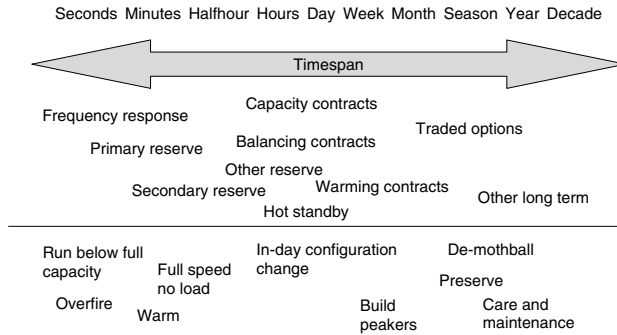 Seconds Minutes Halfhour Hours Day Week Month Season Year Decade
Timespan
Capacity contracts
Frequency response
Traded options
Balancing contracts
Primary reserve
Other reserve
Secondary reserve
Warming contracts
Other long term
Hot standby
Run below full
capacity
In-day configuration
change
De-mothball
Full speed
no load
Preserve
Overfire
Warm
Build
peakers
Care and
maintenance